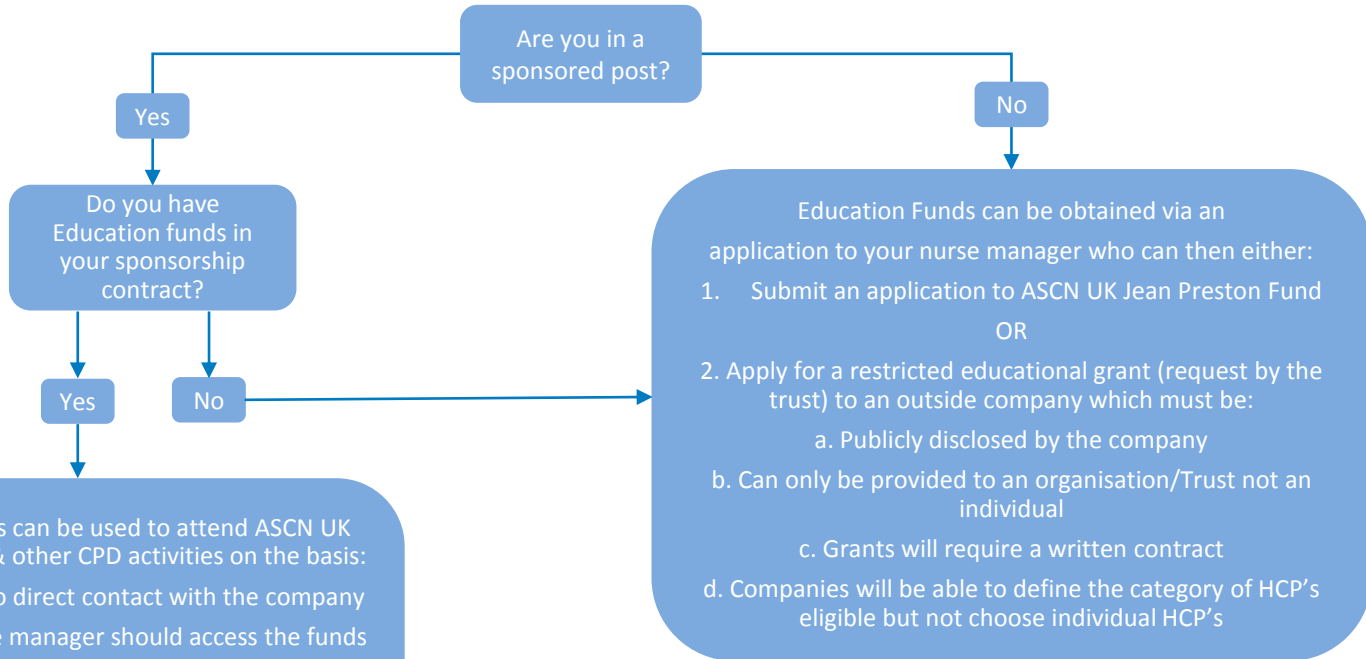 Are you in a
sponsored post?
Yes
No
Do you have
Education funds in
your sponsorship
contract?
Yes
No
Education Funds can be obtained via an
application to your nurse manager who can then either:
1. Submit an application to ASCN UK Jean Preston Fund
OR
2. Apply for a restricted educational grant (request by the
trust) to an outside company which must be:
a. Publicly disclosed by the company
b. Can only be provided to an organisation/Trust not an
individual
c. Grants will require a written contract
d. Companies will be able to define the category of HCP’s
eligible but not choose individual HCP’s
can be used to attend ASCN UK
& other CPD activities on the basis:
direct contact with the company
manager should access the funds